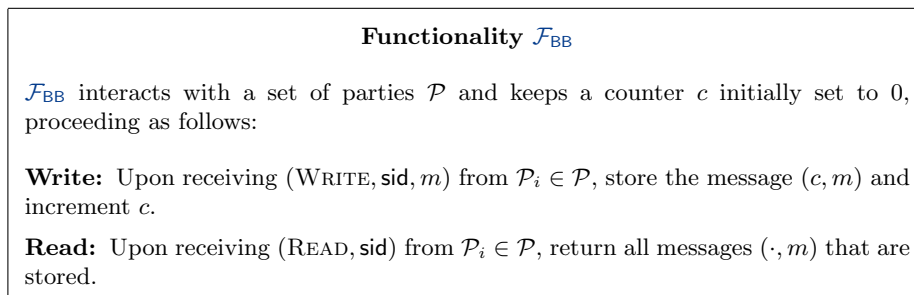 Functionality 𝓕_BB
𝓕_BB interacts with a set of parties 𝒫 and keeps a counter c initially set to 0,
proceeding as follows:
Write: Upon receiving (WRITE, sid, m) from 𝒫_i ∈ 𝒫, store the message (c, m) and
increment c.
Read: Upon receiving (READ, sid) from 𝒫_i ∈ 𝒫, return all messages (·, m) that are
stored.